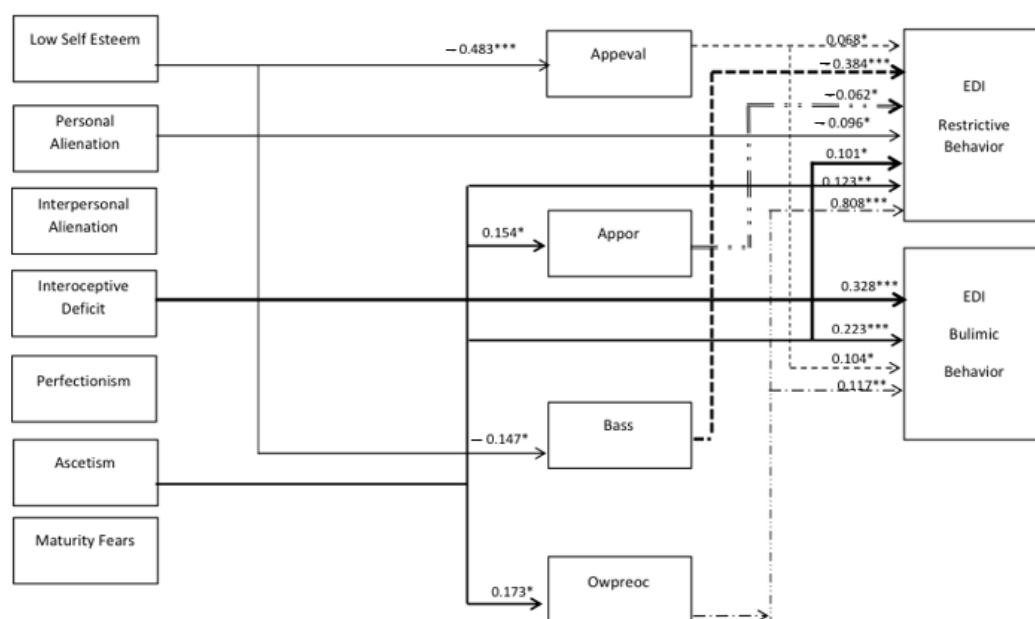 Low Self Esteem
Personal
Alienation
Interpersonal
Alienation
Interoceptive
Deficit
Perfectionism
Ascetism
Maturity Fears
−0.483***
0.154*
− 0.147*
0.173*
Appeval
Appor
Bass
Owpreoc
0.068*
−0.384***
−0.062*
−0.096*
0.101*
0.123**
0.808***
0.328***
0.223***
0.104*
0.117**
EDI
Restrictive
Behavior
EDI
Bulimic
Behavior